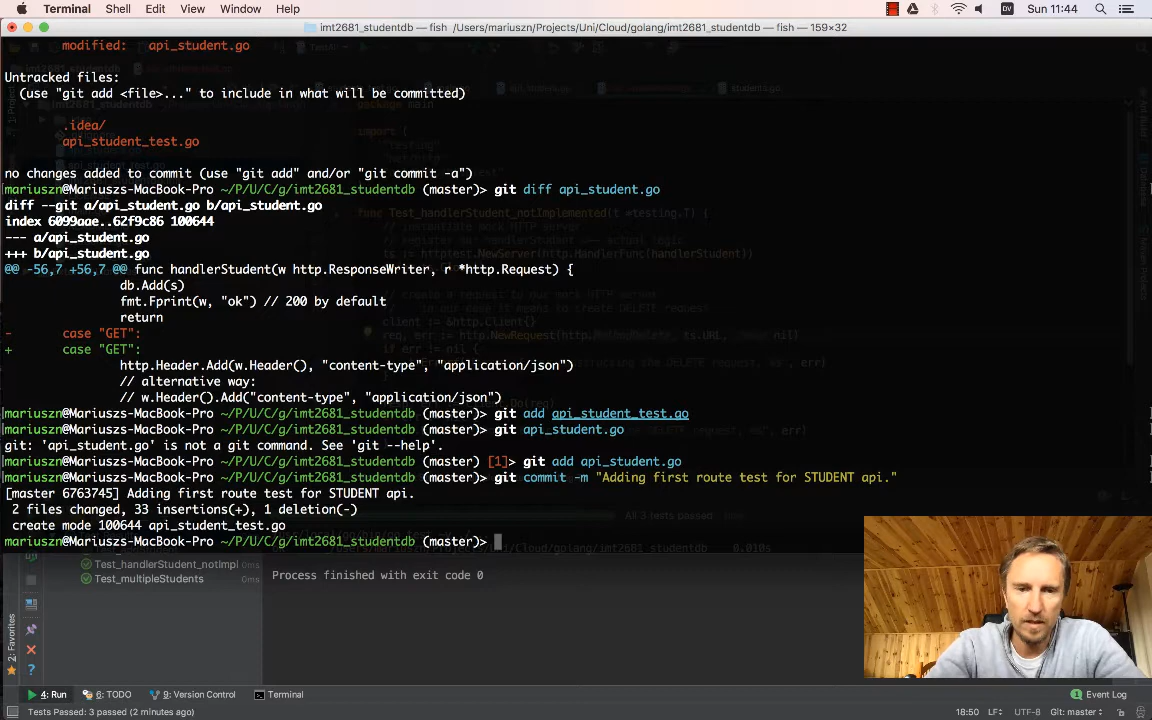 Terminal Shell Edit View Window Help DV Sun 11:44
imt2681_studentdb — fish /Users/mariuszn/Projects/Uni/Cloud/golang/imt2681_studentdb — fish — 159×32
modified: api_student.go
Untracked files:
(use "git add <file>..." to include in what will be committed)
.idea/
api_student_test.go
no changes added to commit (use "git add" and/or "git commit -a")
mariuszn@Mariuszs-MacBook-Pro ~/P/U/C/g/imt2681_studentdb (master)> git diff api_student.go
diff --git a/api_student.go b/api_student.go
index 6099aae..62f9c86 100644
--- a/api_student.go
+++ b/api_student.go
@@ -56,7 +56,7 @@ func handlerStudent(w http.ResponseWriter, r *http.Request) {
db.Add(s)
fmt.Fprint(w, "ok") // 200 by default
return
- case "GET":
+ case "GET":
http.Header.Add(w.Header(), "content-type", "application/json")
// alternative way:
// w.Header().Add("content-type", "application/json")
mariuszn@Mariuszs-MacBook-Pro ~/P/U/C/g/imt2681_studentdb (master)> git add api_student_test.go
mariuszn@Mariuszs-MacBook-Pro ~/P/U/C/g/imt2681_studentdb (master)> git api_student.go
git: 'api_student.go' is not a git command. See 'git --help'.
mariuszn@Mariuszs-MacBook-Pro ~/P/U/C/g/imt2681_studentdb (master) [1]> git add api_student.go
mariuszn@Mariuszs-MacBook-Pro ~/P/U/C/g/imt2681_studentdb (master)> git commit -m "Adding first route test for STUDENT api."
[master 6763745] Adding first route test for STUDENT api.
2 files changed, 33 insertions(+), 1 deletion(-)
create mode 100644 api_student_test.go
mariuszn@Mariuszs-MacBook-Pro ~/P/U/C/g/imt2681_studentdb (master)>
Test_handlerStudent_notImpl 0ms
Test_multipleStudents 0ms
Process finished with exit code 0
2: Favorites
4: Run 6: TODO 9: Version Control Terminal 1 Event Log
Tests Passed: 3 passed (2 minutes ago) 18:50 LF÷ UTF-8 Git: master÷